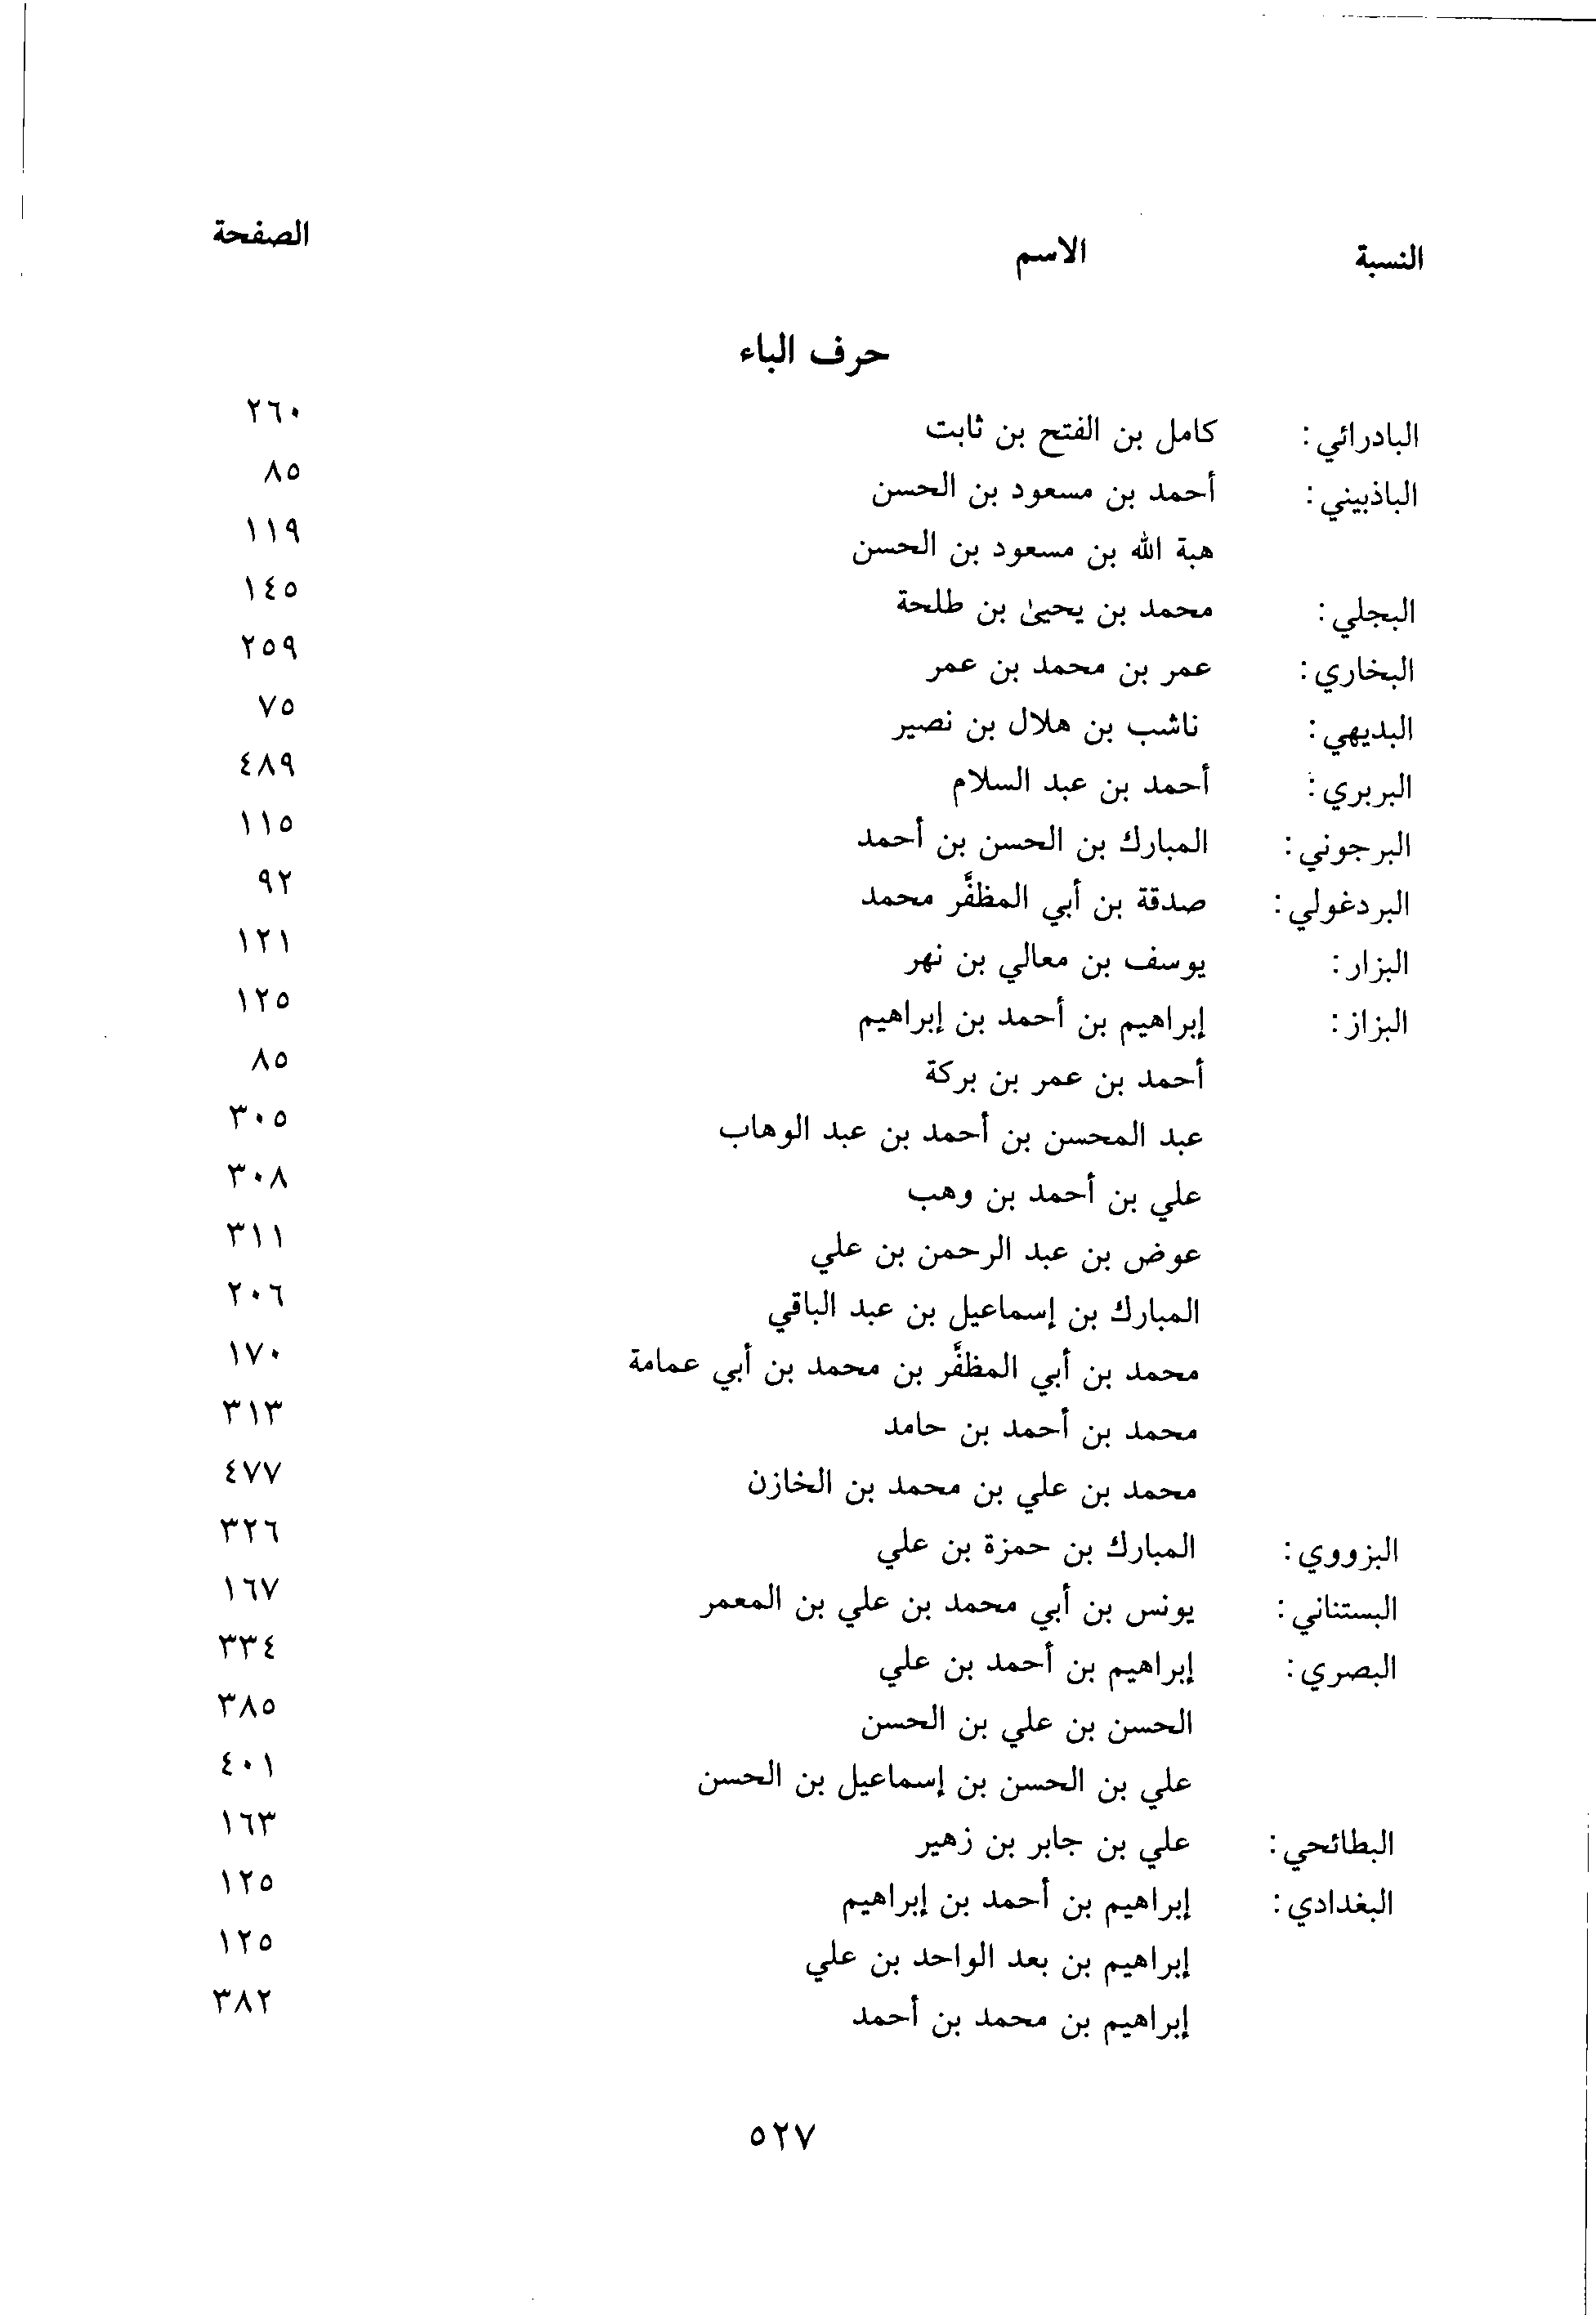 النسبة الاسم الصفحة
حرف الباء
البادرائي: كامل بن الفتح بن ثابت ٢٦٠
الباذبيني: أحمد بن مسعود بن الحسن ٨٥
هبة الله بن مسعود بن الحسن ١١٩
البجلي: محمد بن يحيىٰ بن طلحة ١٤٥
البخاري: عمر بن محمد بن عمر ٢٥٩
البديهي: ناشب بن هلال بن نصير ٧٥
البربري: أحمد بن عبد السلام ٤٨٩
البرجوني: المبارك بن الحسن بن أحمد ١١٥
البردغولي: صدقة بن أبي المظفَّر محمد ٩٢
البزار: يوسف بن معالي بن نهر ١٢١
البزاز: إبراهيم بن أحمد بن إبراهيم ١٢٥
أحمد بن عمر بن بركة ٨٥
عبد المحسن بن أحمد بن عبد الوهاب ٣٠٥
علي بن أحمد بن وهب ٣٠٨
عوض بن عبد الرحمن بن علي ٣١١
المبارك بن إسماعيل بن عبد الباقي ٢٠٦
محمد بن أبي المظفَّر بن محمد بن أبي عمامة ١٧٠
محمد بن أحمد بن حامد ٣١٣
محمد بن علي بن محمد بن الخازن ٤٧٧
البزووي: المبارك بن حمزة بن علي ٣٢٦
البستناني: يونس بن أبي محمد بن علي بن المعمر ١٦٧
البصري: إبراهيم بن أحمد بن علي ٣٣٤
الحسن بن علي بن الحسن ٣٨٥
علي بن الحسن بن إسماعيل بن الحسن ٤٠١
البطائحي: علي بن جابر بن زهير ١٦٣
البغدادي: إبراهيم بن أحمد بن إبراهيم ١٢٥
إبراهيم بن بعد الواحد بن علي ١٢٥
إبراهيم بن محمد بن أحمد ٣٨٢
٥٢٧